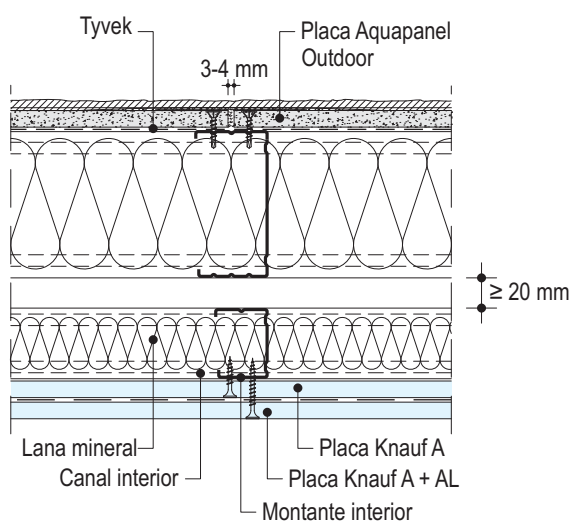 Tyvek
Placa Aquapanel
Outdoor
3-4 mm
≥ 20 mm
Lana mineral
Placa Knauf A
Canal interior
Placa Knauf A + AL
Montante interior